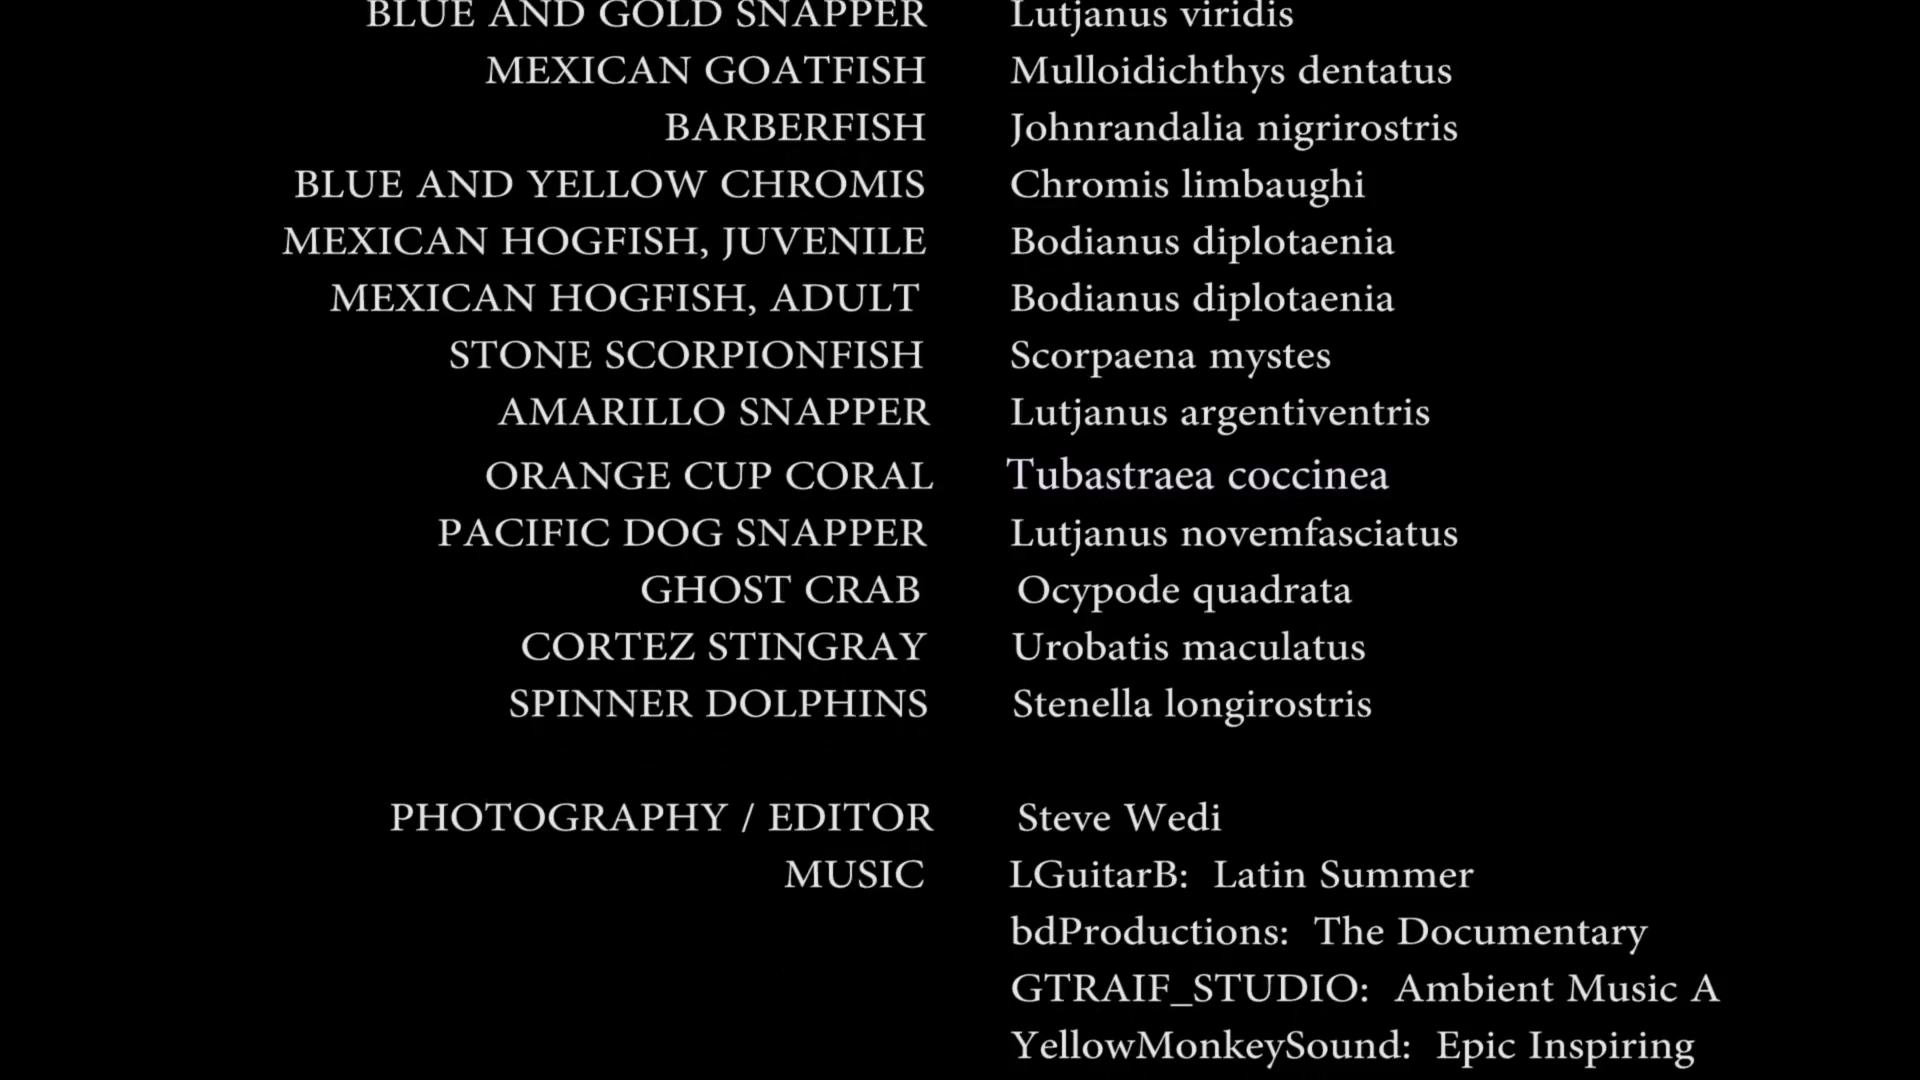 BLUE AND GOLD SNAPPER Lutjanus viridis
MEXICAN GOATFISH Mulloidichthys dentatus
BARBERFISH Johnrandalia nigrirostris
BLUE AND YELLOW CHROMIS Chromis limbaughi
MEXICAN HOGFISH, JUVENILE Bodianus diplotaenia
MEXICAN HOGFISH, ADULT Bodianus diplotaenia
STONE SCORPIONFISH Scorpaena mystes
AMARILLO SNAPPER Lutjanus argentiventris
ORANGE CUP CORAL Tubastraea coccinea
PACIFIC DOG SNAPPER Lutjanus novemfasciatus
GHOST CRAB Ocypode quadrata
CORTEZ STINGRAY Urobatis maculatus
SPINNER DOLPHINS Stenella longirostris
PHOTOGRAPHY / EDITOR Steve Wedi
MUSIC LGuitarB: Latin Summer
bdProductions: The Documentary
GTRAIF_STUDIO: Ambient Music A
YellowMonkeySound: Epic Inspiring